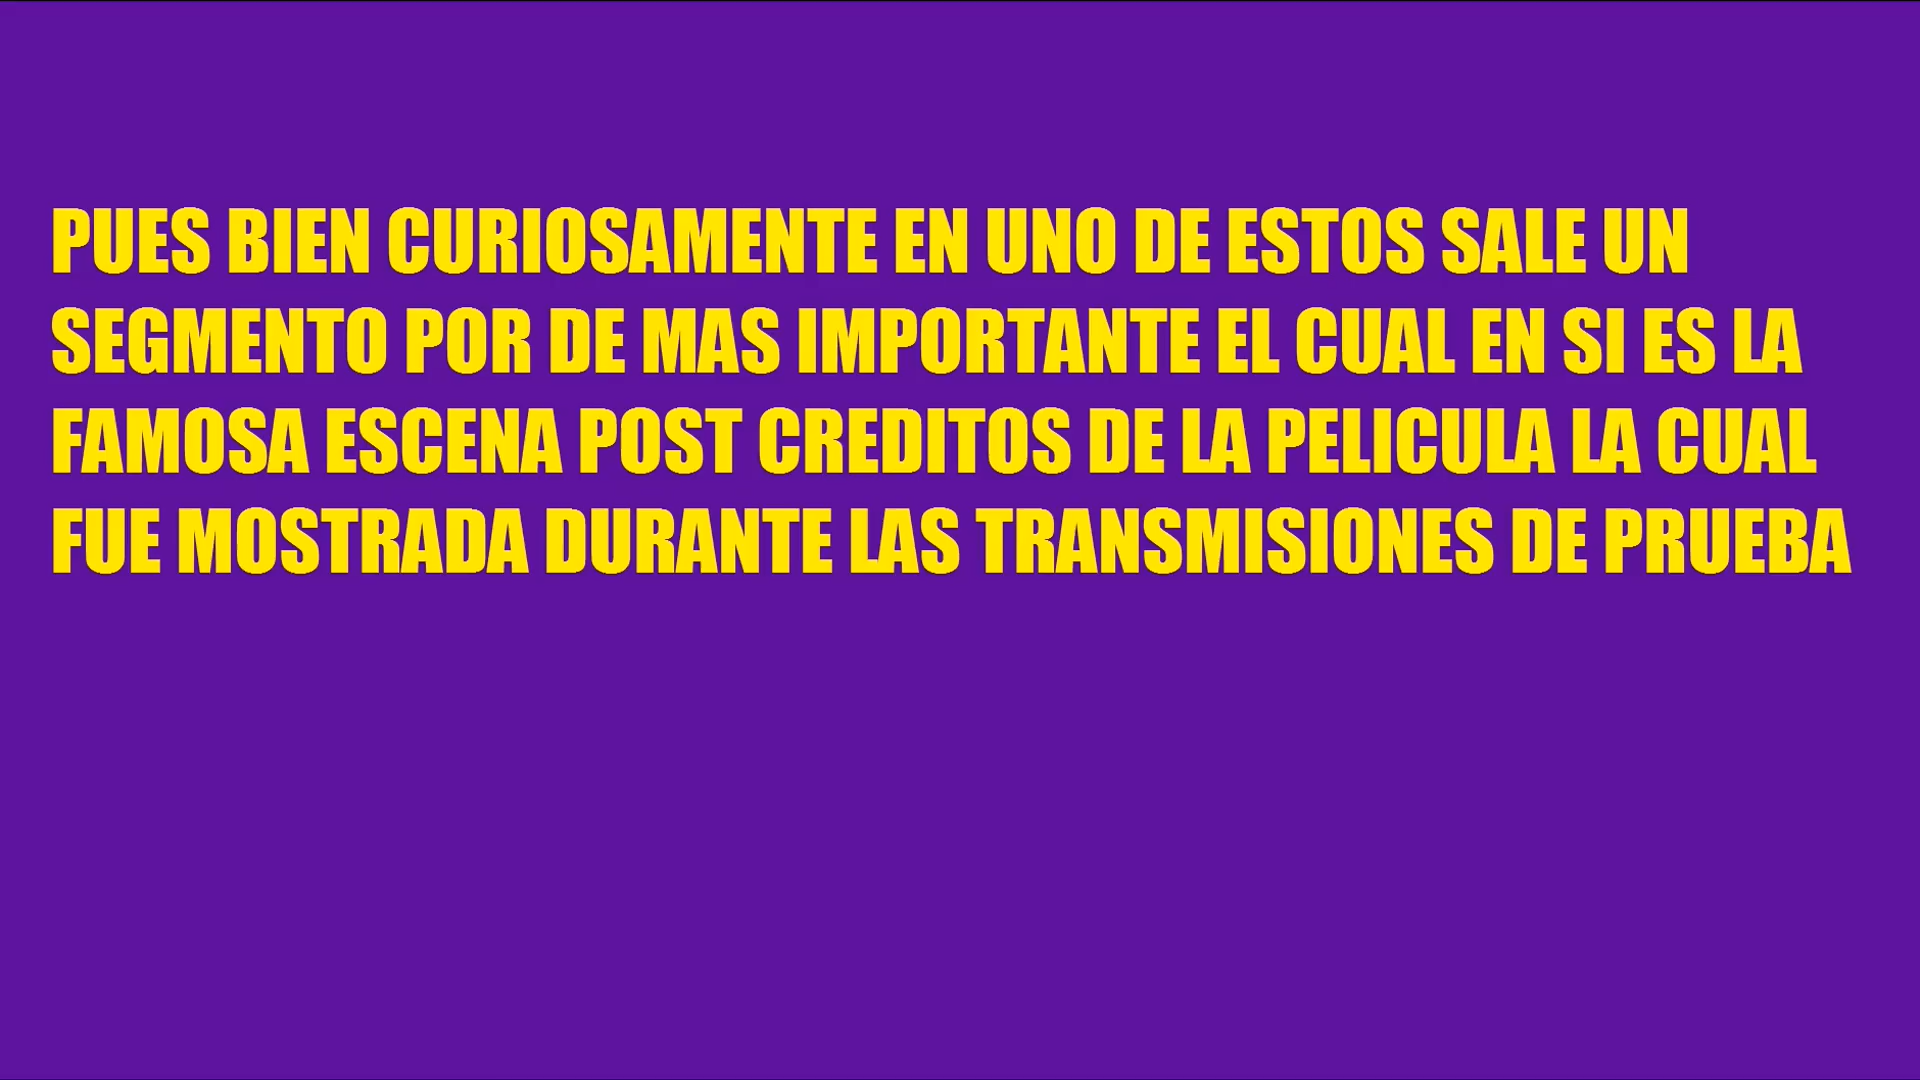 PUES BIEN CURIOSAMENTE EN UNO DE ESTOS SALE UN
SEGMENTO POR DE MAS IMPORTANTE EL CUAL EN SI ES LA
FAMOSA ESCENA POST CREDITOS DE LA PELICULA LA CUAL
FUE MOSTRADA DURANTE LAS TRANSMISIONES DE PRUEBA